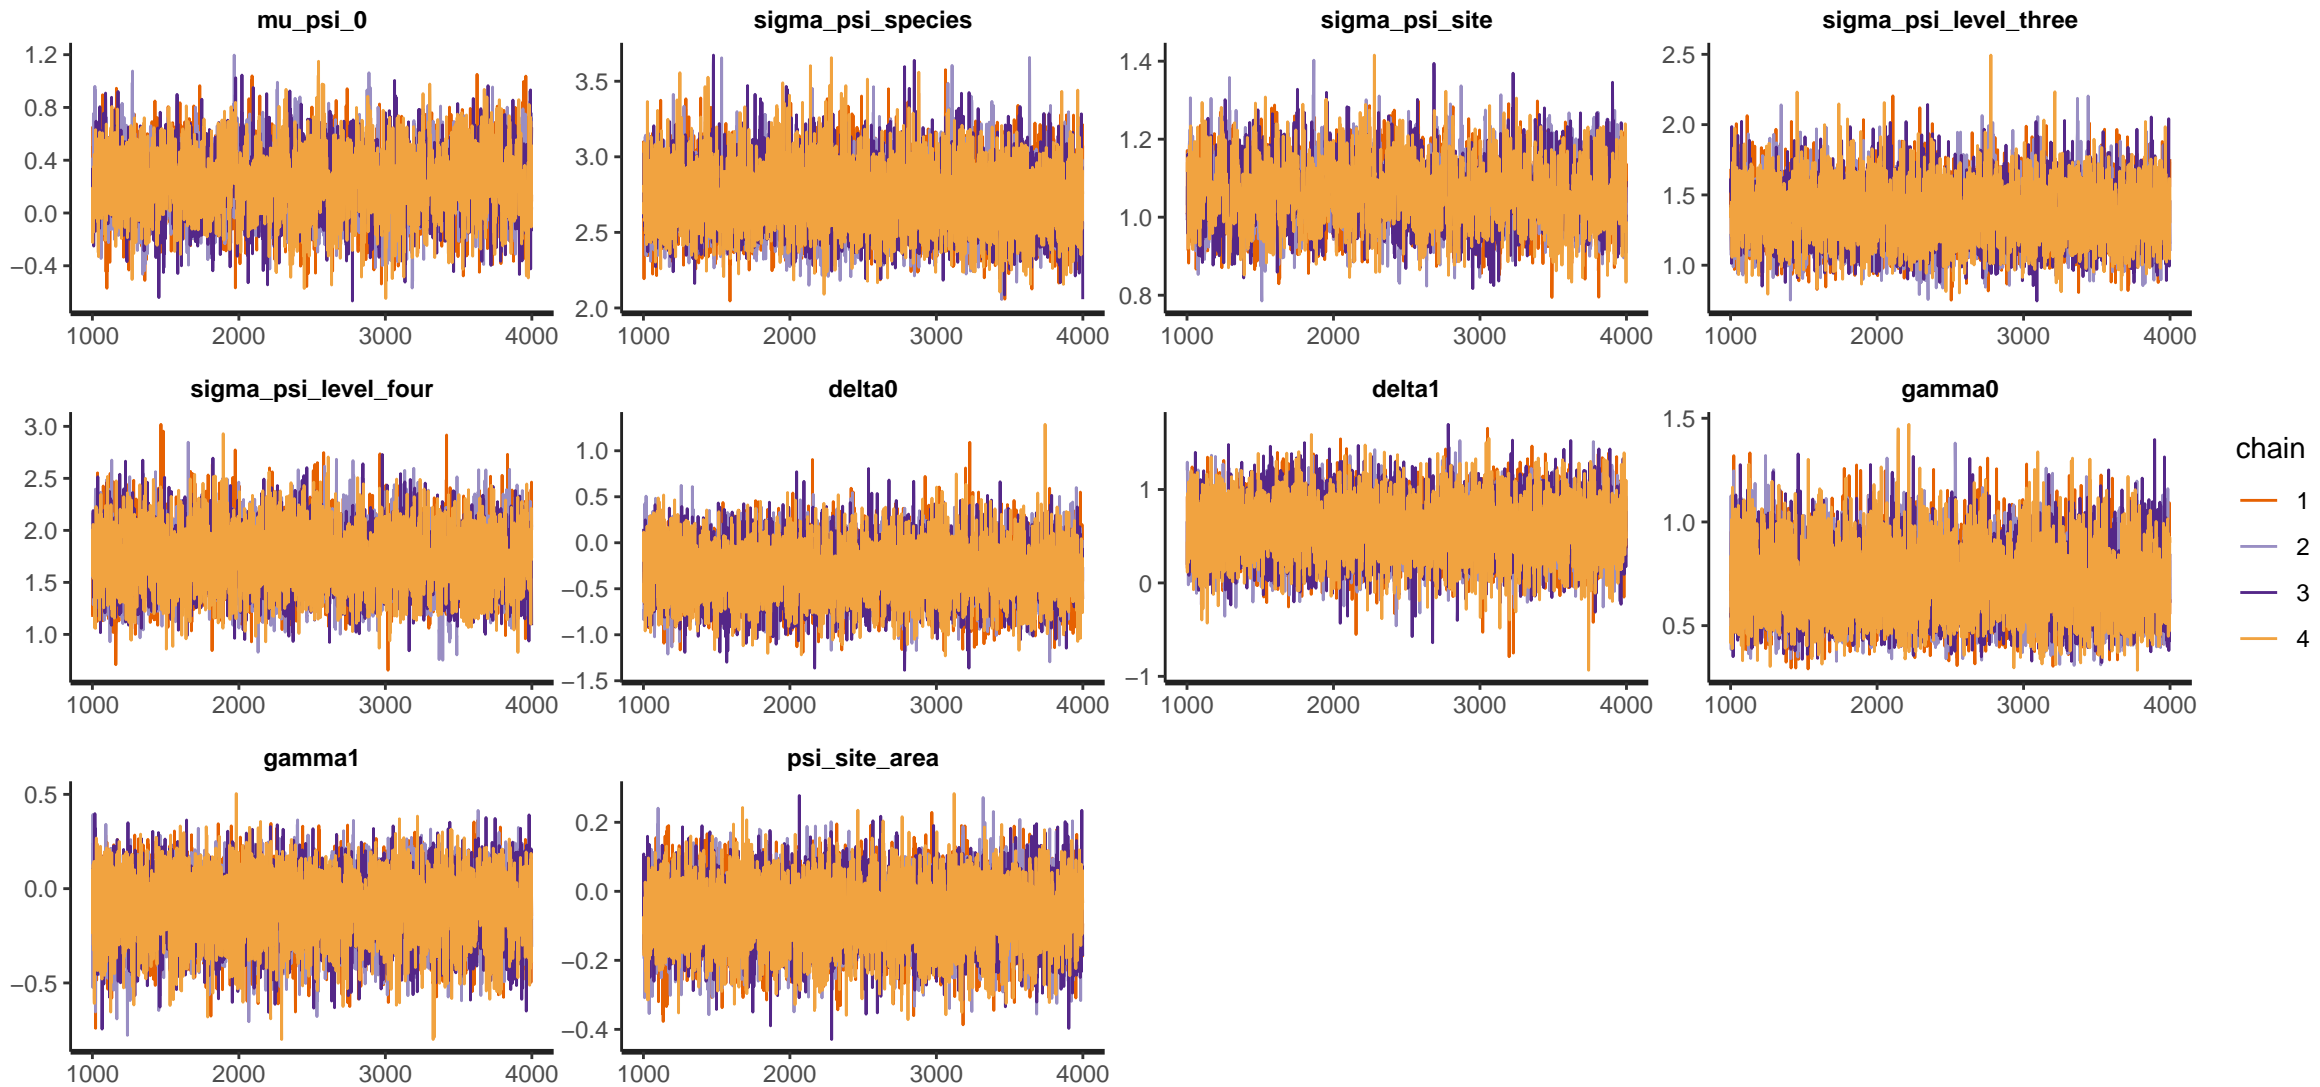 mu_psi_0
1.2
0.8
0.4
0.0
−0.4
1000 2000 3000 4000
sigma_psi_species
3.5
3.0
2.5
2.0
1000 2000 3000 4000
sigma_psi_site
1.4
1.2
1.0
0.8
1000 2000 3000 4000
sigma_psi_level_three
2.5
2.0
1.5
1.0
1000 2000 3000 4000
sigma_psi_level_four
3.0
2.5
2.0
1.5
1.0
1000 2000 3000 4000
delta0
1.0
0.5
0.0
−0.5
−1.0
−1.5
1000 2000 3000 4000
delta1
1
0
−1
1000 2000 3000 4000
gamma0
1.5
1.0
0.5
1000 2000 3000 4000
gamma1
0.5
0.0
−0.5
1000 2000 3000 4000
psi_site_area
0.2
0.0
−0.2
−0.4
1000 2000 3000 4000
chain
1
2
3
4